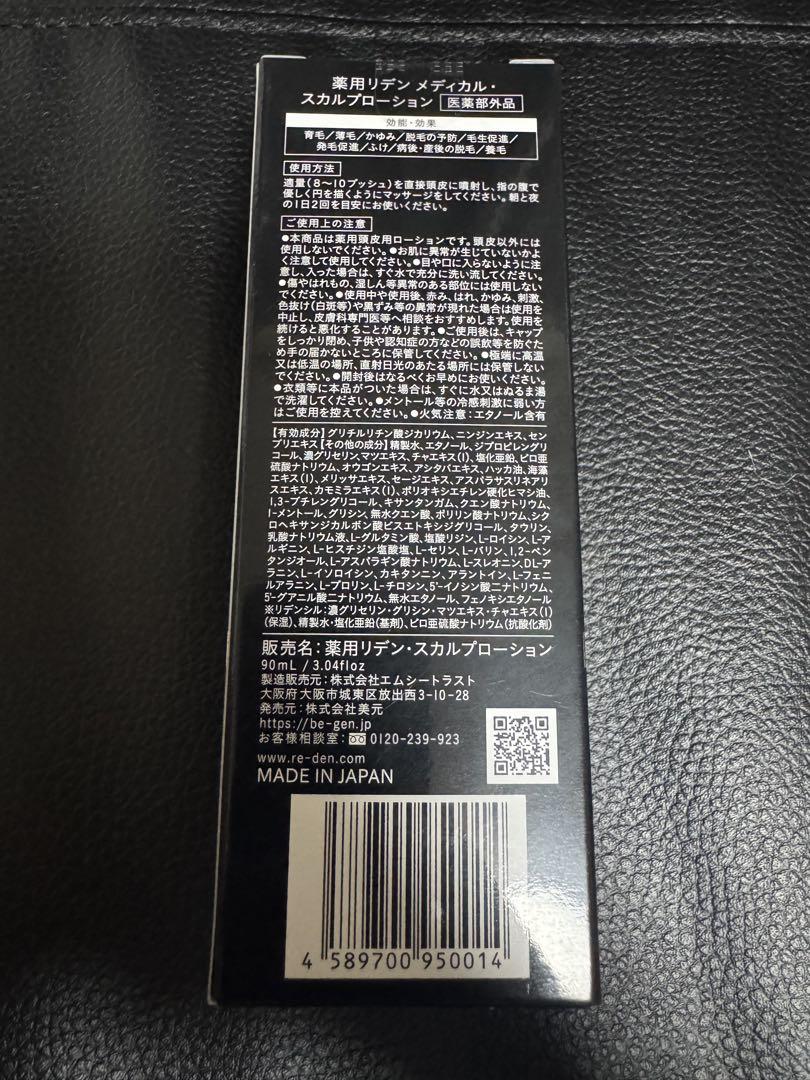 薬用リデン メディカル・
スカルプローション 医薬部外品
効能・効果
育毛/薄毛/かゆみ/脱毛の予防/毛生促進/
発毛促進/ふけ/病後・産後の脱毛/養毛
使用方法
適量(8〜10プッシュ)を直接頭皮に噴射し、指の腹で
優しく円を描くようにマッサージをしてください。朝と夜
の1日2回を目安にお使いください。
ご使用上の注意
●本商品は薬用頭皮用ローションです。頭皮以外には
使用しないでください。●お肌に異常が生じていないかよ
く注意して使用してください。●目や口に入らないように注
意し、入った場合は、すぐ水で充分に洗い流してください。
●傷やはれもの、湿しん等異常のある部位には使用しない
でください。●使用中や使用後、赤み、はれ、かゆみ、刺激、
色抜け(白斑等)や黒ずみ等の異常が現れた場合は使用を
中止し、皮膚科専門医等へ相談をおすすめします。使用を
続けると悪化することがあります。●ご使用後は、キャップ
をしっかり閉め、子供や認知症の方などの誤飲等を防ぐた
め手の届かないところに保管してください。●極端に高温
又は低温の場所、直射日光のあたる場所には保管しない
でください。●開封後はなるべくお早めにお使いください。
●衣類等に本品がついた場合は、すぐに水又はぬるま湯
で洗濯してください。●メントール等の冷感刺激に弱い方
はご使用を控えてください。●火気注意:エタノール含有
【有効成分】グリチルリチン酸ジカリウム、ニンジンエキス、セン
ブリエキス【その他の成分】精製水、エタノール、ジプロピレングリ
コール、濃グリセリン、マツエキス、チャエキス(1)、塩化亜鉛、ピロ亜
硫酸ナトリウム、オウゴンエキス、アシタバエキス、ハッカ油、海藻
エキス(1)、メリッサエキス、セージエキス、アスパラサスリネアリ
スエキス、カモミラエキス(1)、ポリオキシエチレン硬化ヒマシ油、
1,3-ブチレングリコール、キサンタンガム、クエン酸ナトリウム、
l-メントール、グリシン、無水クエン酸、ポリリン酸ナトリウム、シク
ロヘキサンジカルボン酸ビスエトキシジグリコール、タウリン、
乳酸ナトリウム液、L-グルタミン酸、塩酸リジン、L-ロイシン、L-ア
ルギニン、L-ヒスチジン塩酸塩、L-セリン、L-バリン、1,2-ペン
タンジオール、L-アスパラギン酸ナトリウム、L-スレオニン、DL-ア
ラニン、L-イソロイシン、カキタンニン、アラントイン、L-フェニ
ルアラニン、L-プロリン、L-チロシン、5'-イノシン酸二ナトリウム、
5'-グアニル酸二ナトリウム、無水エタノール、フェノキシエタノール
※リデンシル:濃グリセリン・グリシン・マツエキス・チャエキス(1)
(保湿)、精製水・塩化亜鉛(基剤)、ピロ亜硫酸ナトリウム(抗酸化剤)
販売名:薬用リデン・スカルプローション
90mL / 3.04floz
製造販売元:株式会社エムシートラスト
大阪府大阪市城東区放出西3-10-28
発売元:株式会社美元
https://be-gen.jp
お客様相談室: 0120-239-923
www.re-den.com
MADE IN JAPAN
4 589700 950014